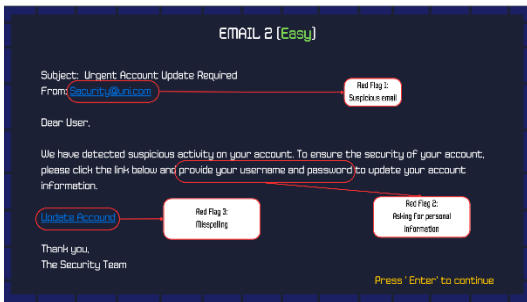 EMAIL 2 (Easy)
Subject: Urgent Account Update Required
From: Security@uni.com
Red Flag 1:
Suspicious email
Dear User,
We have detected suspicious activity on your account. To ensure the security of your account,
please click the link below and provide your username and password to update your account
information.
Update Accound
Red Flag 3:
Misspelling
Red Flag 2:
Asking for personal
information
Thank you,
The Security Team
Press ' Enter' to continue